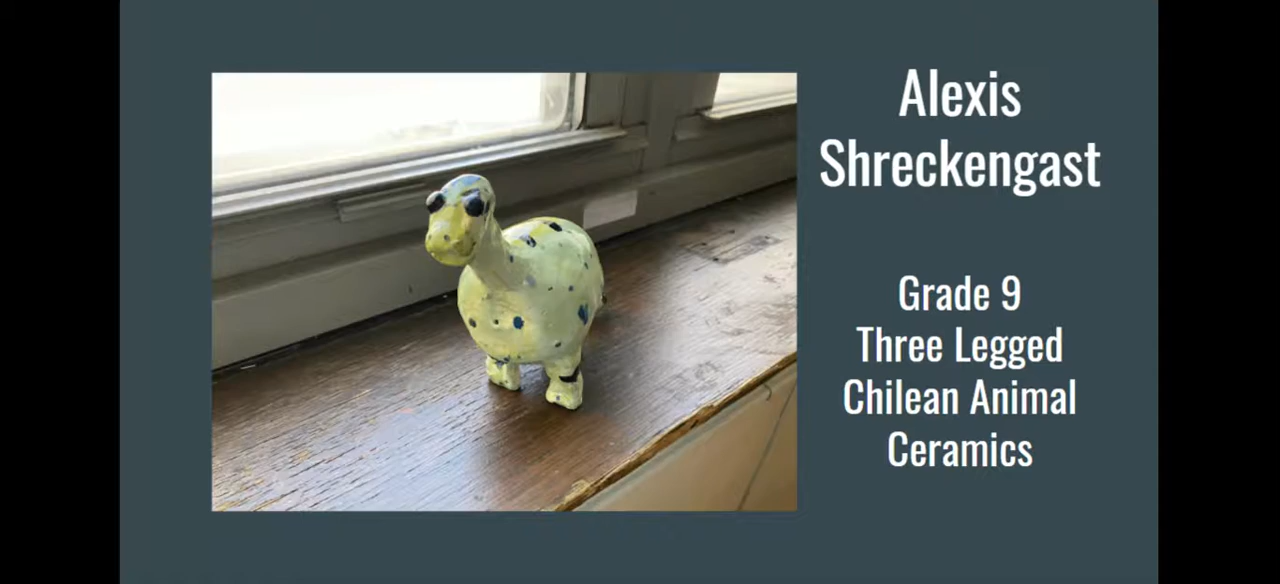 Alexis
Shreckengast
Grade 9
Three Legged
Chilean Animal
Ceramics